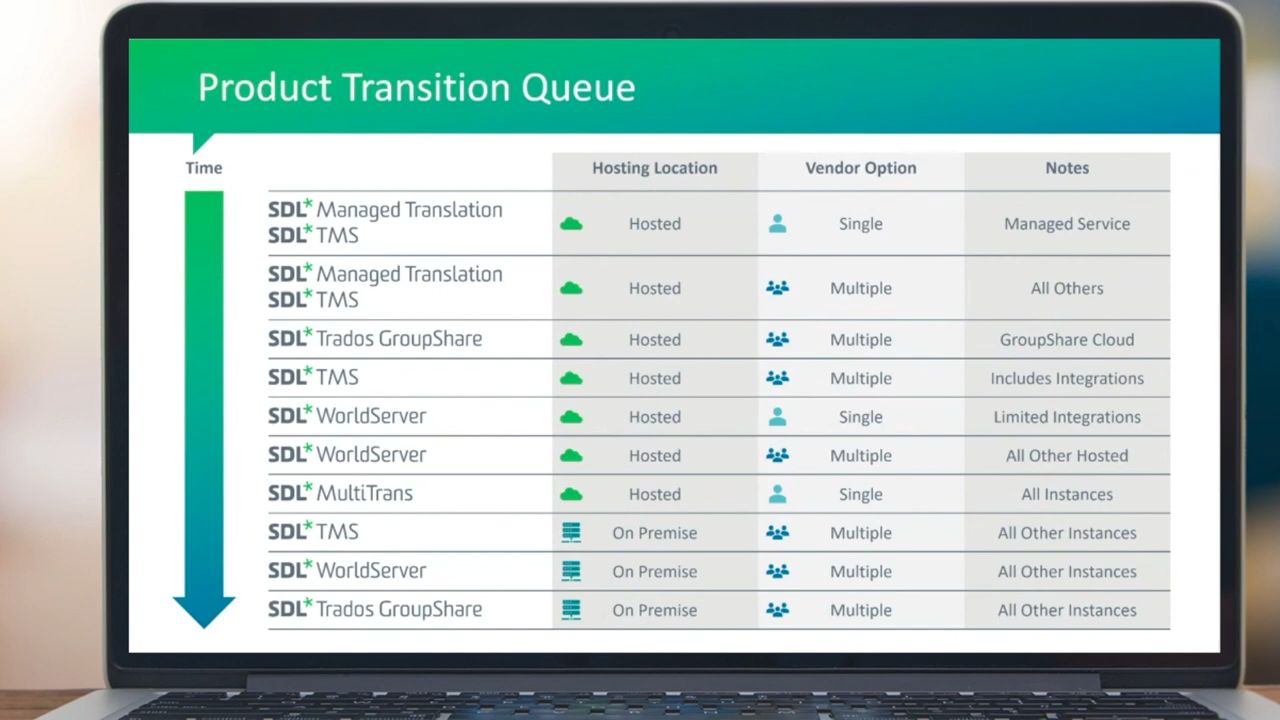 Product Transition Queue
Time
Hosting Location Vendor Option Notes
SDL* Managed Translation
SDL* TMS
Hosted Single Managed Service
SDL* Managed Translation
SDL* TMS
Hosted Multiple All Others
SDL* Trados GroupShare Hosted Multiple GroupShare Cloud
SDL* TMS Hosted Multiple Includes Integrations
SDL* WorldServer Hosted Single Limited Integrations
SDL* WorldServer Hosted Multiple All Other Hosted
SDL* MultiTrans Hosted Single All Instances
SDL* TMS On Premise Multiple All Other Instances
SDL* WorldServer On Premise Multiple All Other Instances
SDL* Trados GroupShare On Premise Multiple All Other Instances